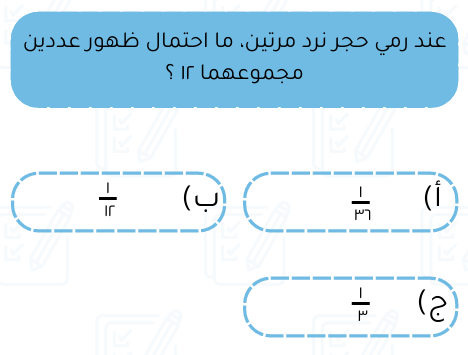 عند رمي حجر نرد مرتين، ما احتمال ظهور عددين
مجموعهما ١٢ ؟
أ) ١/٣٦
ب) ١/١٢
ج) ١/٣